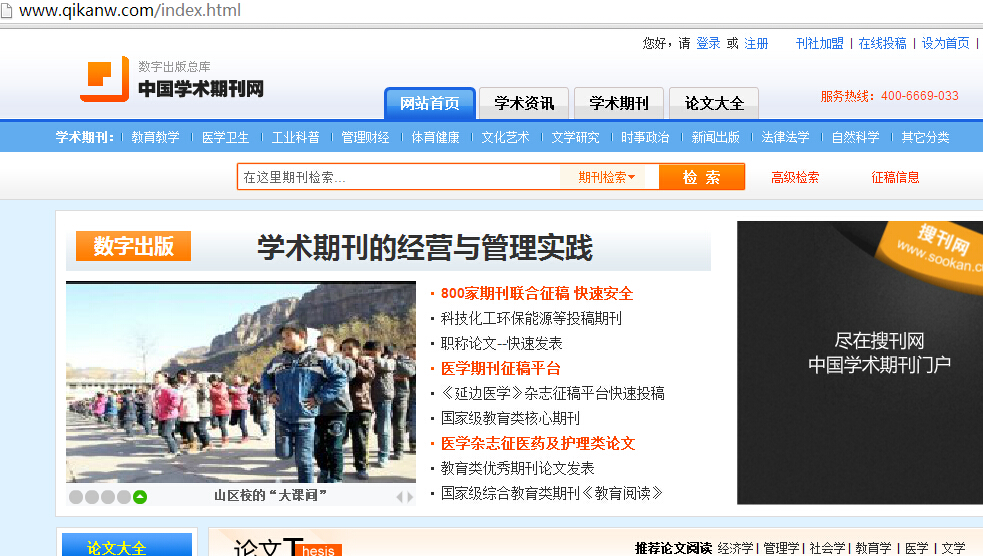 www.qikanw.com/index.html
您好，请 登录 或 注册 刊社加盟 | 在线投稿 | 设为首页 |
数字出版总库
中国学术期刊网
网站首页 学术资讯 学术期刊 论文大全
服务热线：400-6669-033
学术期刊： 教育教学 | 医学卫生 | 工业科普 | 管理财经 | 体育健康 | 文化艺术 | 文学研究 | 时事政治 | 新闻出版 | 法律法学 | 自然科学 | 其它分类
在这里期刊检索... 期刊检索 检 索 高级检索 征稿信息
数字出版 学术期刊的经营与管理实践
· 800家期刊联合征稿 快速安全
· 科技化工环保能源等投稿期刊
· 职称论文--快速发表
· 医学期刊征稿平台
· 《延边医学》杂志征稿平台快速投稿
· 国家级教育类核心期刊
· 医学杂志征医药及护理类论文
· 教育类优秀期刊论文发表
· 国家级综合教育类期刊《教育阅读》
山区校的“大课间”
搜刊网
www.sookan.c
尽在搜刊网
中国学术期刊门户
论文大全
论文Thesis
推荐论文阅读 经济学| 管理学| 社会学| 教育学 | 医学 | 文学